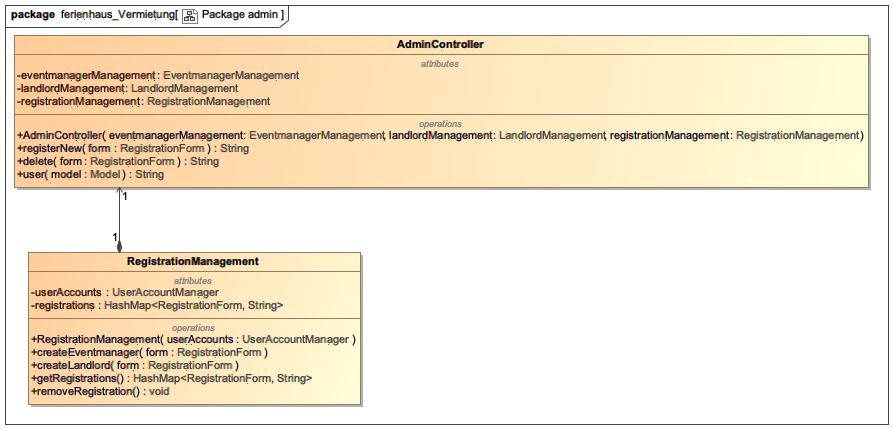 package ferienhaus_Vermietung[ Package admin ]
AdminController
attributes
-eventmanagerManagement : EventmanagerManagement
-landlordManagement : LandlordManagement
-registrationManagement : RegistrationManagement
operations
+AdminController( eventmanagerManagement : EventmanagerManagement, landlordManagement : LandlordManagement, registrationManagement : RegistrationManagement )
+registerNew( form : RegistrationForm ) : String
+delete( form : RegistrationForm ) : String
+user( model : Model ) : String
1
1
RegistrationManagement
attributes
-userAccounts : UserAccountManager
-registrations : HashMap<RegistrationForm, String>
operations
+RegistrationManagement( userAccounts : UserAccountManager )
+createEventmanager( form : RegistrationForm )
+createLandlord( form : RegistrationForm )
+getRegistrations() : HashMap<RegistrationForm, String>
+removeRegistration() : void